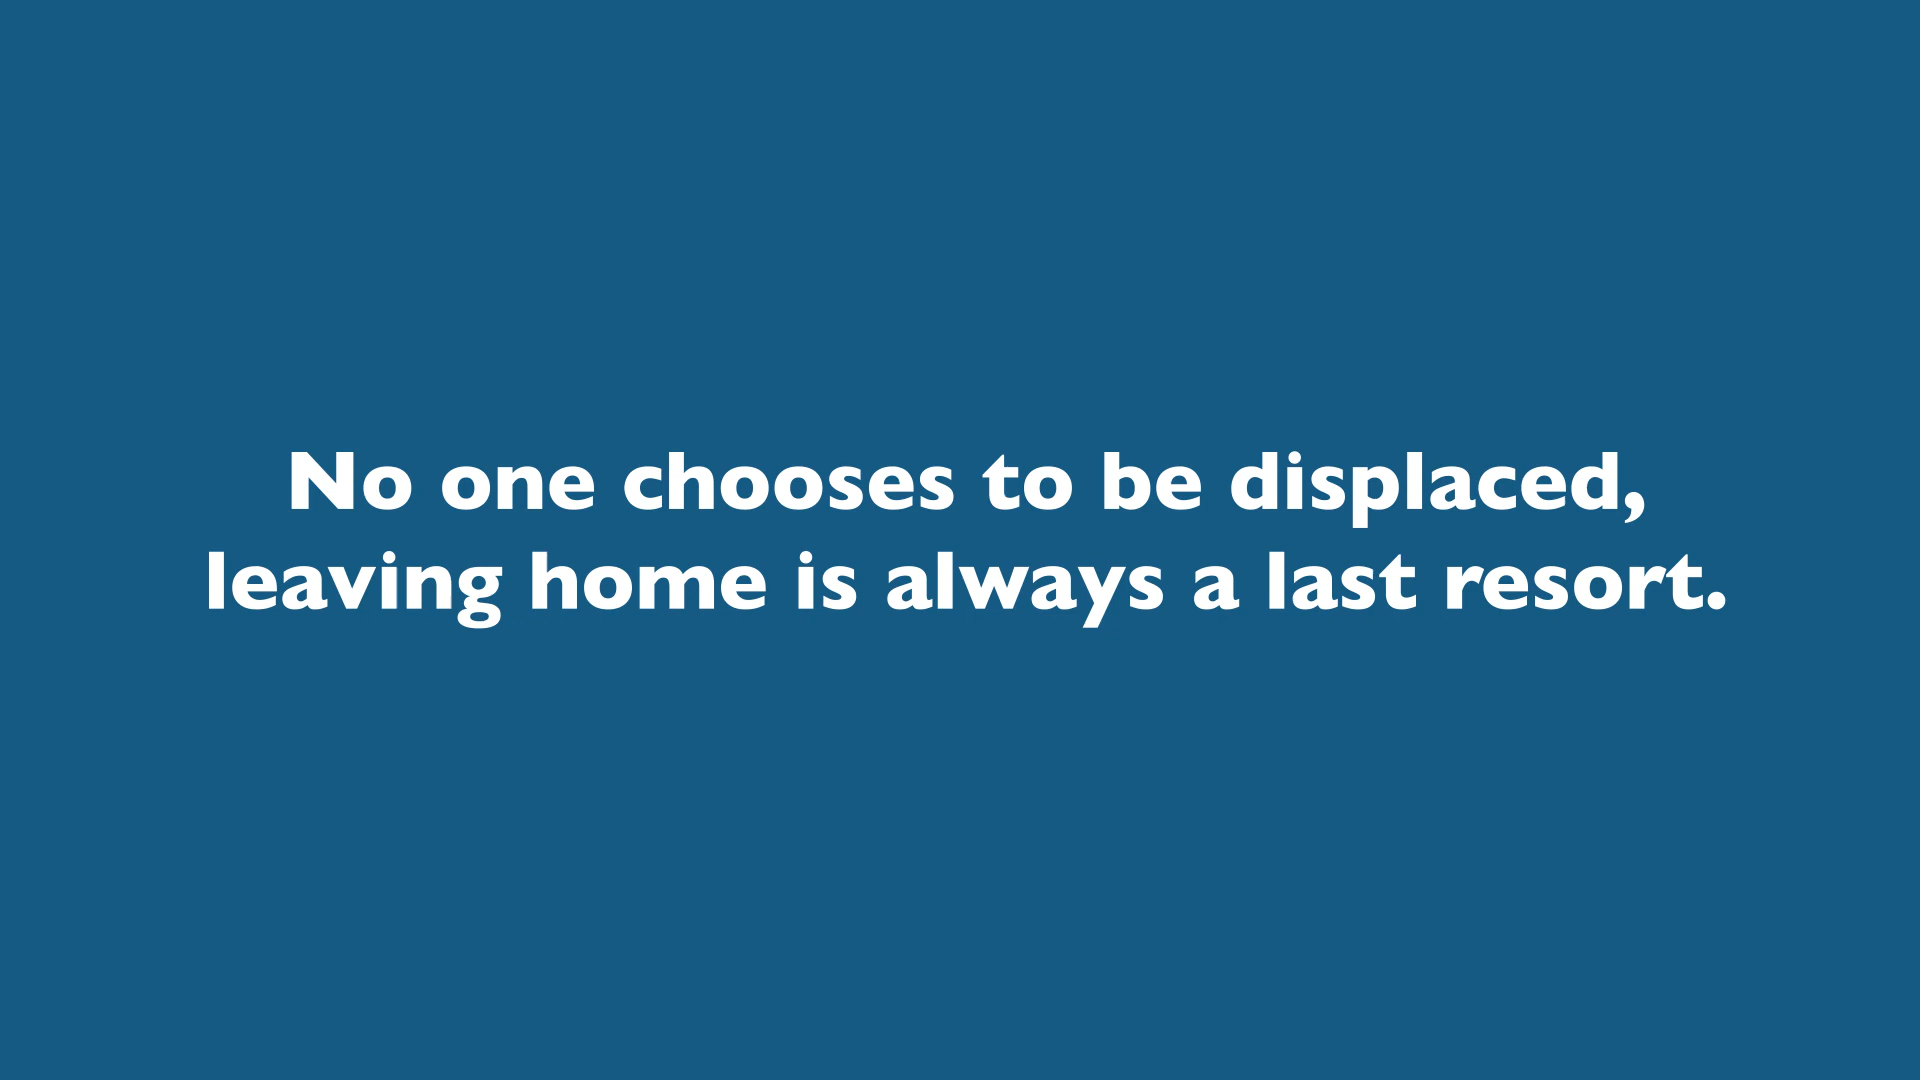 No one chooses to be displaced,
leaving home is always a last resort.